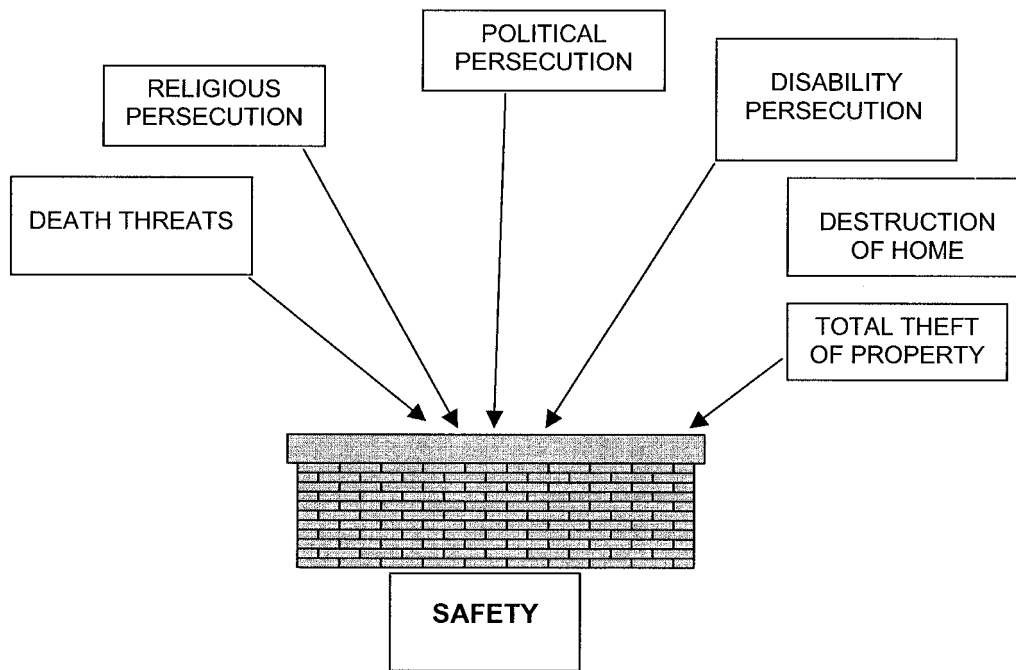 POLITICAL
PERSECUTION
RELIGIOUS
PERSECUTION
DISABILITY
PERSECUTION
DEATH THREATS
DESTRUCTION
OF HOME
TOTAL THEFT
OF PROPERTY
SAFETY